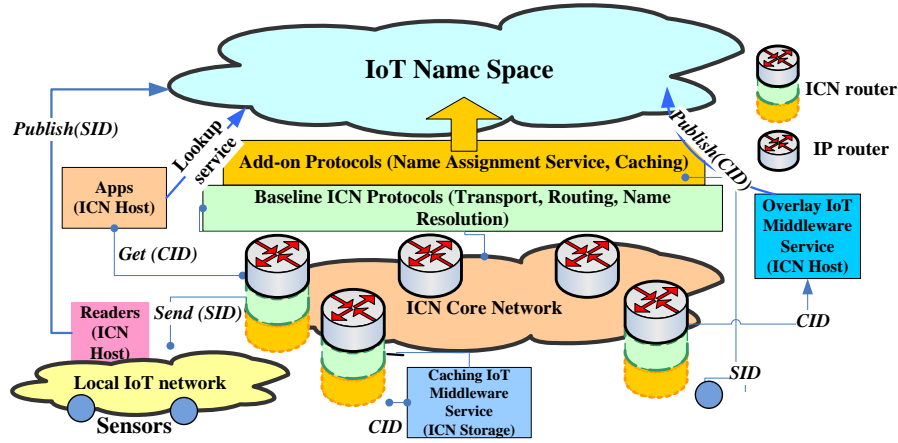 IoT Name Space
ICN router
Publish(SID)
Lookup
service
Publish(CID)
IP router
Add-on Protocols (Name Assignment Service, Caching)
Apps
(ICN Host)
Baseline ICN Protocols (Transport, Routing, Name
Resolution)
Overlay IoT
Middleware
Service
(ICN Host)
Get (CID)
ICN Core Network
Readers
(ICN
Host)
Send (SID)
CID
Local IoT network
Sensors
Caching IoT
Middleware
Service
(ICN Storage)
CID
SID